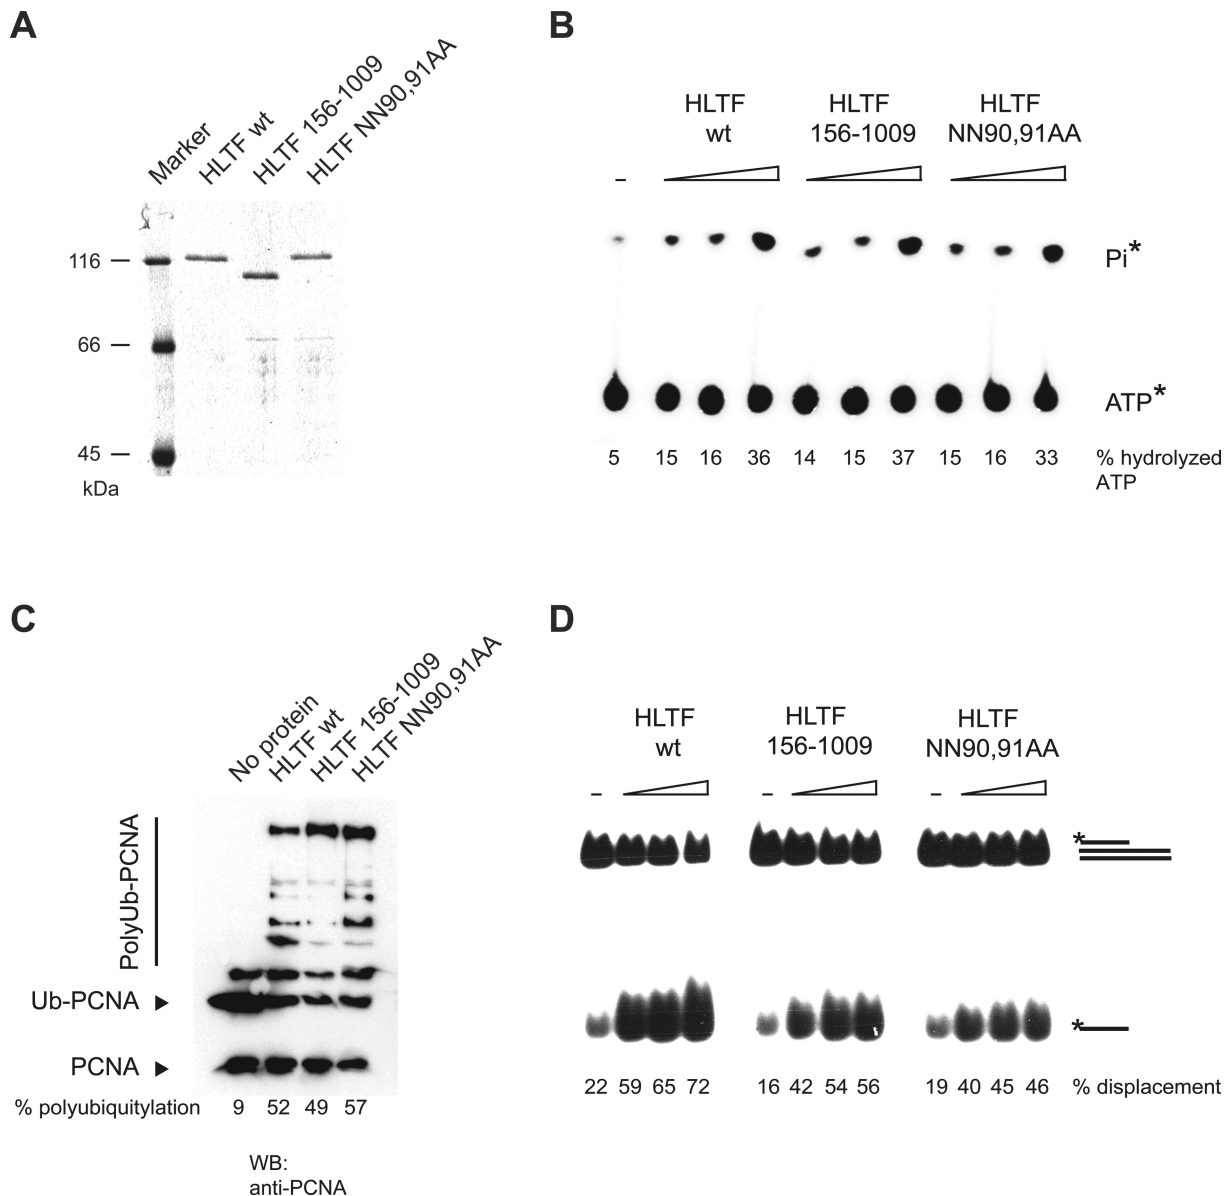 A
Marker
HLTF wt
HLTF 156-1009
HLTF NN90,91AA
116
66
45
kDa
B
HLTF
wt
HLTF
156-1009
HLTF
NN90,91AA
–
Pi*
ATP*
5 15 16 36 14 15 37 15 16 33 % hydrolyzed
ATP
C
No protein
HLTF wt
HLTF 156-1009
HLTF NN90,91AA
PolyUb-PCNA
Ub-PCNA
PCNA
% polyubiquitylation 9 52 49 57
WB:
anti-PCNA
D
HLTF
wt
HLTF
156-1009
HLTF
NN90,91AA
– – –
*
*
22 59 65 72 16 42 54 56 19 40 45 46 % displacement